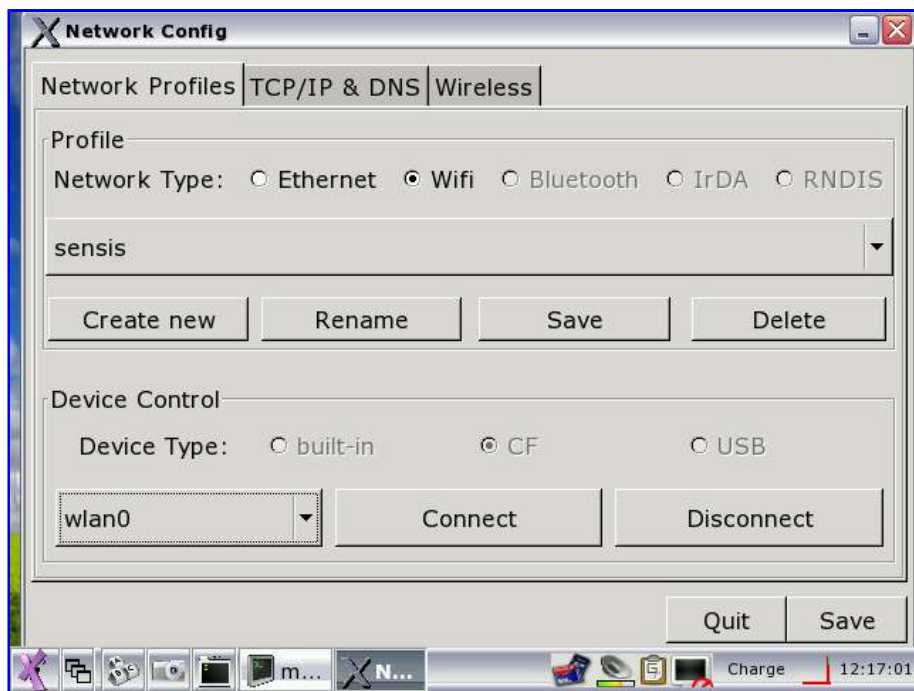 Network Config
Network Profiles TCP/IP & DNS Wireless
Profile
Network Type: Ethernet Wifi Bluetooth IrDA RNDIS
sensis
Create new Rename Save Delete
Device Control
Device Type: built-in CF USB
wlan0 Connect Disconnect
Quit Save
m... N... Charge 12:17:01